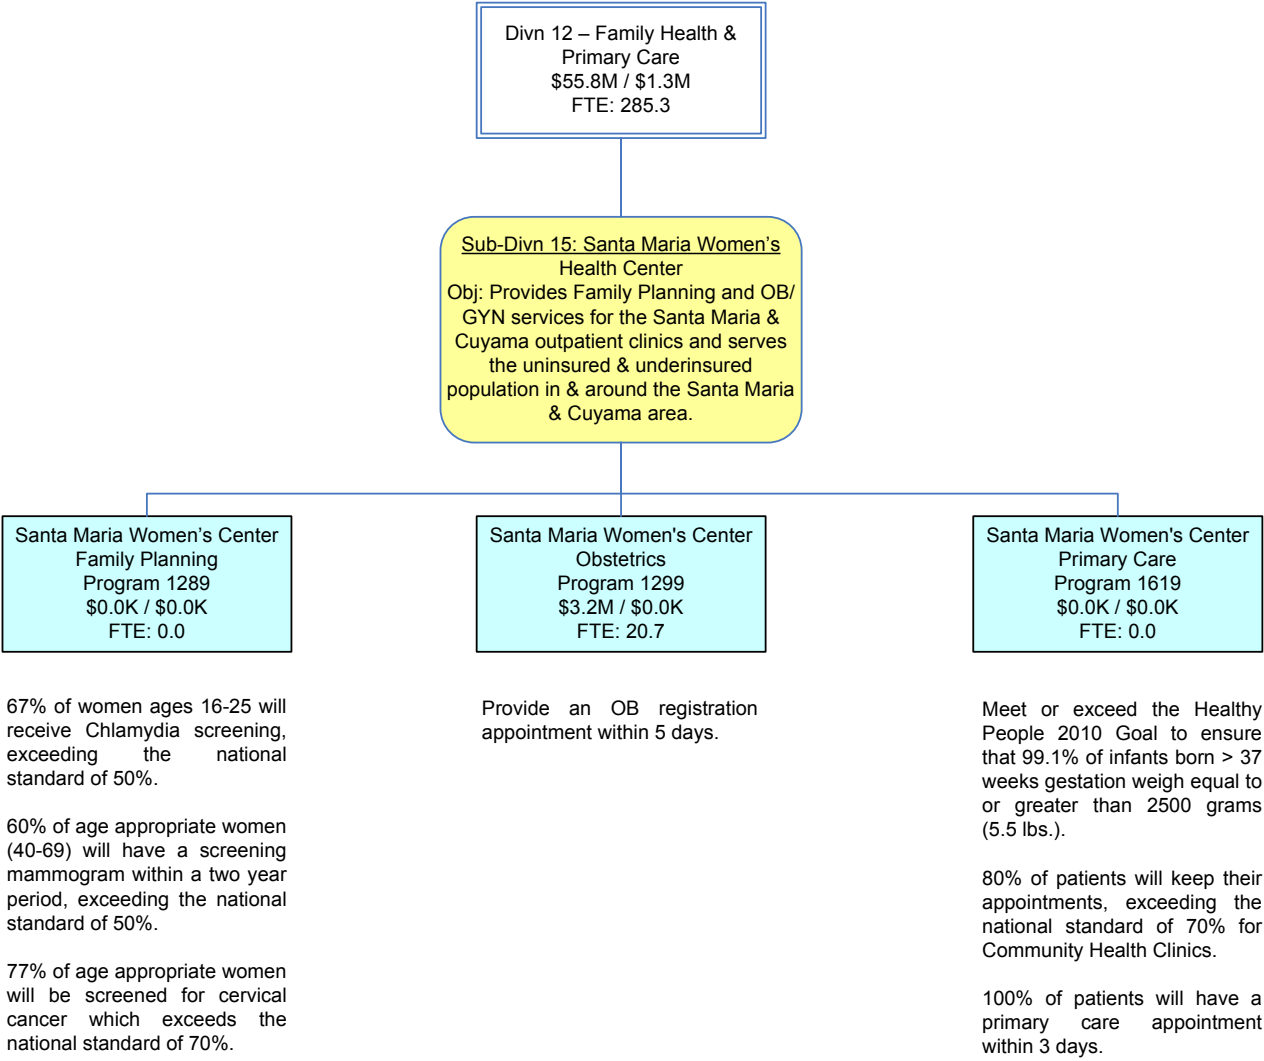 Divn 12 – Family Health &
Primary Care
$55.8M / $1.3M
FTE: 285.3
Sub-Divn 15: Santa Maria Women’s
Health Center
Obj: Provides Family Planning and OB/
GYN services for the Santa Maria &
Cuyama outpatient clinics and serves
the uninsured & underinsured
population in & around the Santa Maria
& Cuyama area.
Santa Maria Women’s Center
Family Planning
Program 1289
$0.0K / $0.0K
FTE: 0.0
67% of women ages 16-25 will
receive Chlamydia screening,
exceeding the national
standard of 50%.
60% of age appropriate women
(40-69) will have a screening
mammogram within a two year
period, exceeding the national
standard of 50%.
77% of age appropriate women
will be screened for cervical
cancer which exceeds the
national standard of 70%.
Santa Maria Women's Center
Obstetrics
Program 1299
$3.2M / $0.0K
FTE: 20.7
Provide an OB registration
appointment within 5 days.
Santa Maria Women's Center
Primary Care
Program 1619
$0.0K / $0.0K
FTE: 0.0
Meet or exceed the Healthy
People 2010 Goal to ensure
that 99.1% of infants born > 37
weeks gestation weigh equal to
or greater than 2500 grams
(5.5 lbs.).
80% of patients will keep their
appointments, exceeding the
national standard of 70% for
Community Health Clinics.
100% of patients will have a
primary care appointment
within 3 days.